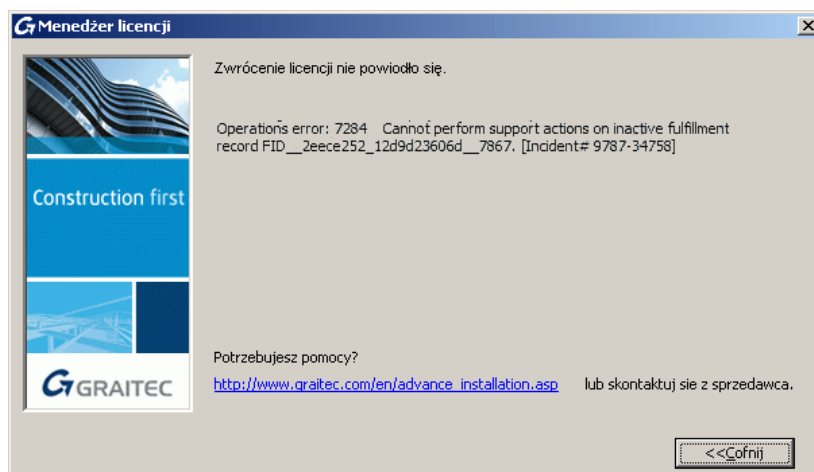 Menedżer licencji
Zwrócenie licencji nie powiodło się.
Operations error: 7284 Cannot perform support actions on inactive fulfillment
record FID__2eece252_12d9d23606d__7867. [Incident# 9787-34758]
Construction first
GRAITEC
Potrzebujesz pomocy?
http://www.graitec.com/en/advance_installation.asp lub skontaktuj sie z sprzedawca.
<<Cofnij